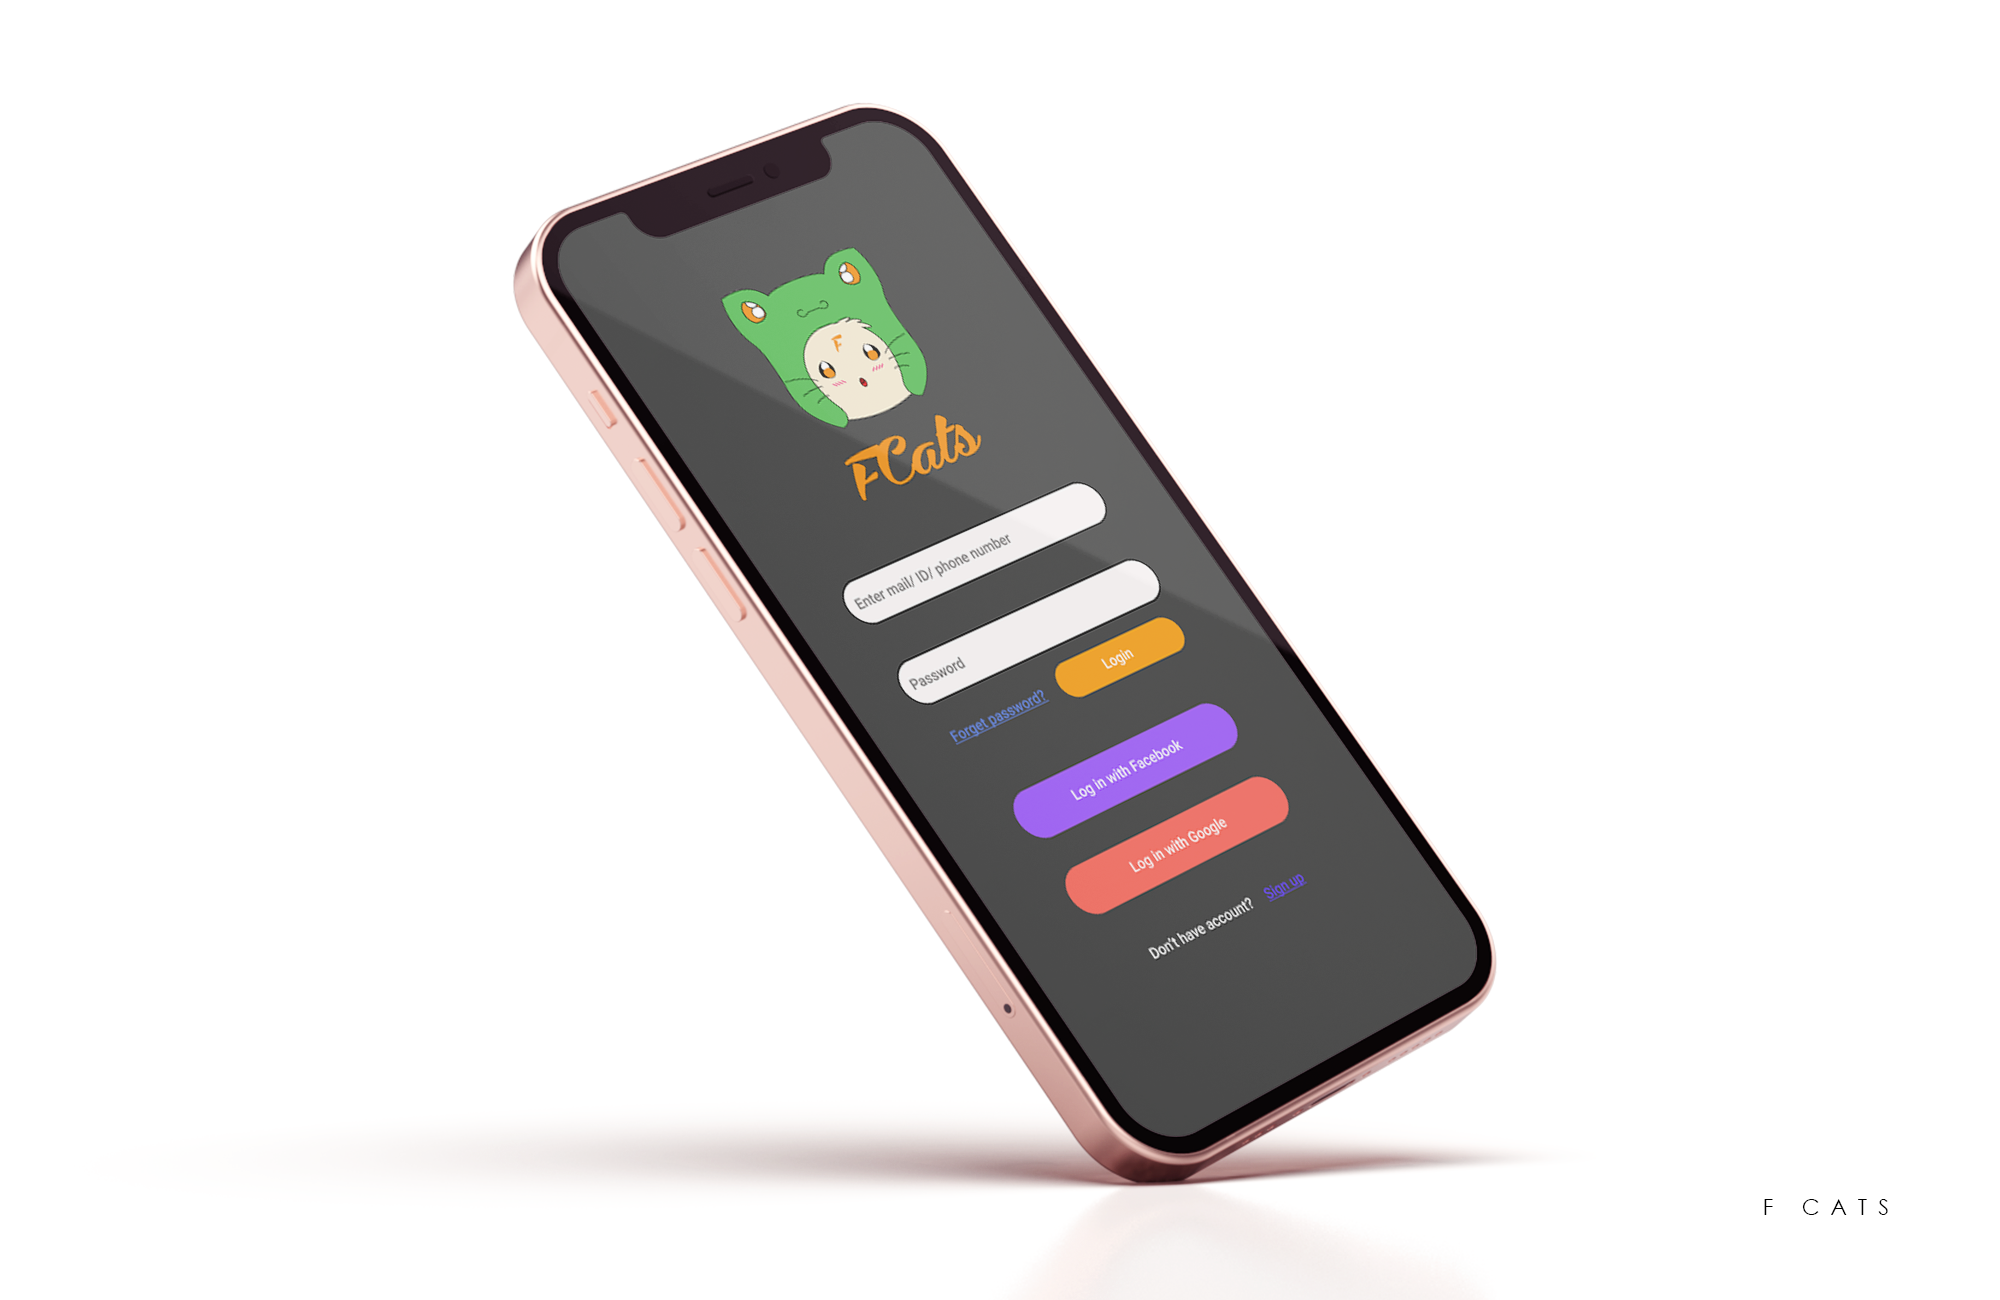 F
FCats
Enter mail/ ID/ phone number
Password
Forget password?
Login
Log in with Facebook
Log in with Google
Don't have account? Sign up
F CATS